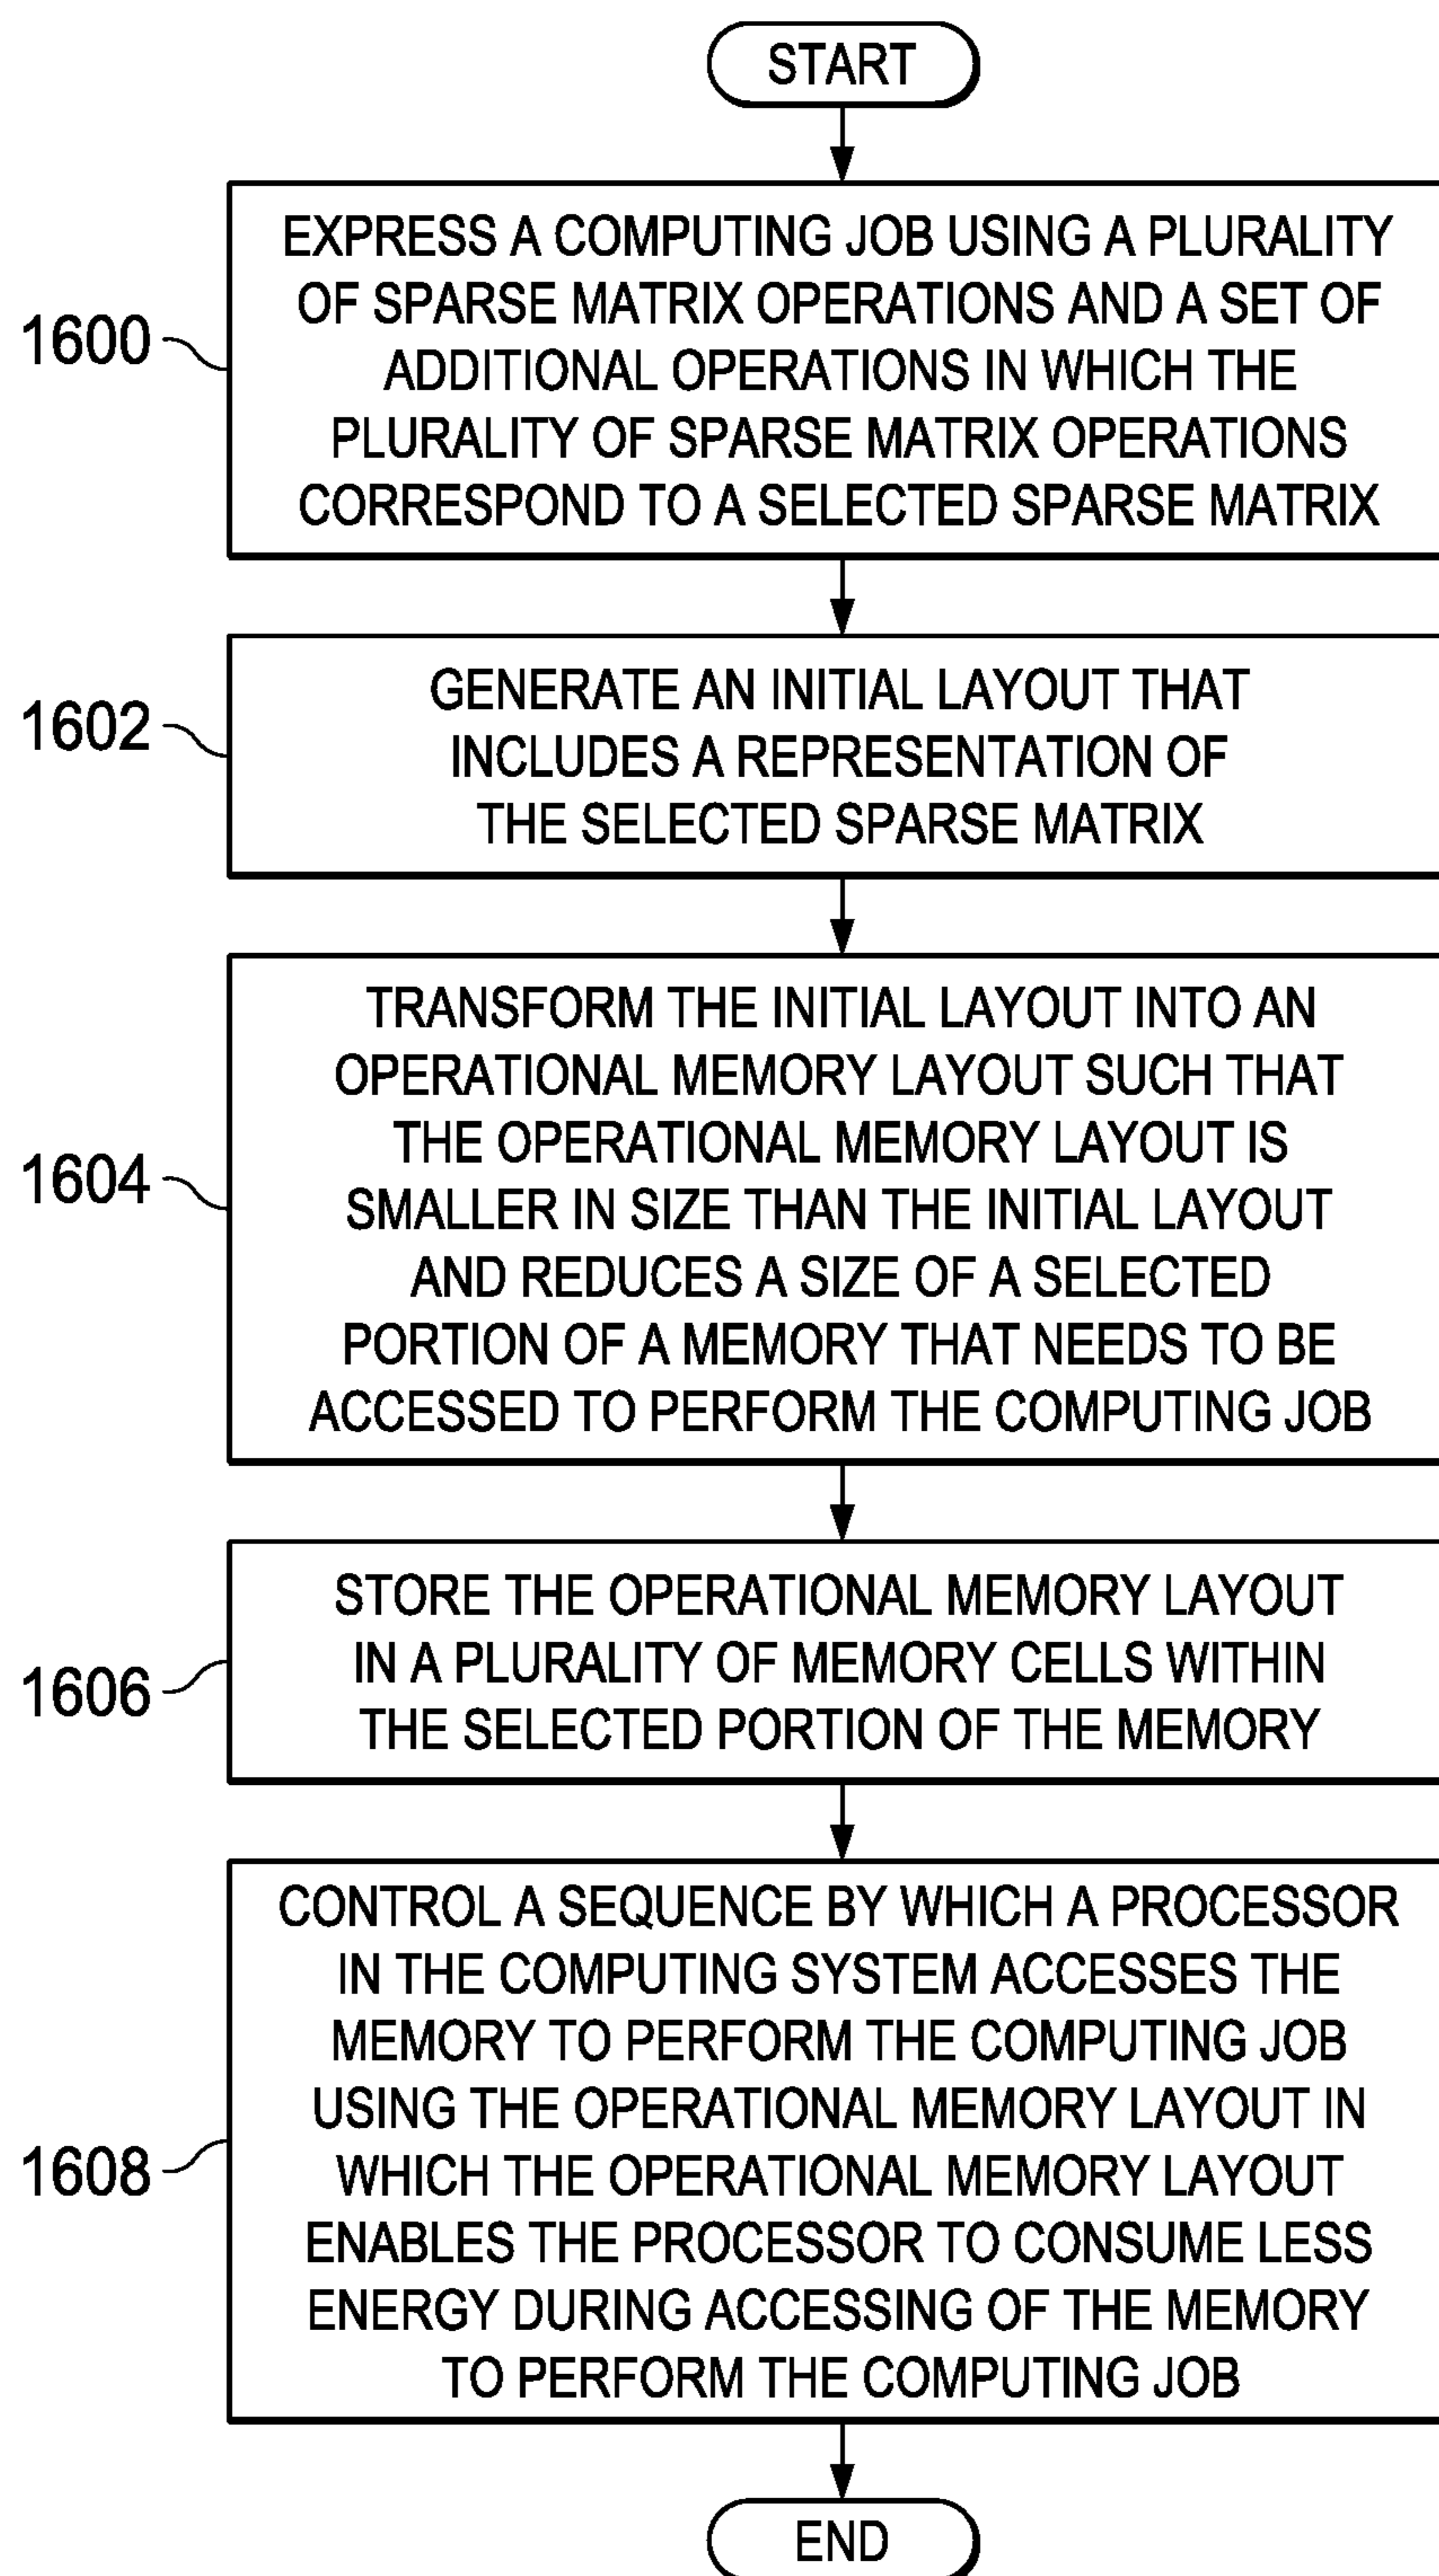 START
1600
EXPRESS A COMPUTING JOB USING A PLURALITY
OF SPARSE MATRIX OPERATIONS AND A SET OF
ADDITIONAL OPERATIONS IN WHICH THE
PLURALITY OF SPARSE MATRIX OPERATIONS
CORRESPOND TO A SELECTED SPARSE MATRIX
1602
GENERATE AN INITIAL LAYOUT THAT
INCLUDES A REPRESENTATION OF
THE SELECTED SPARSE MATRIX
1604
TRANSFORM THE INITIAL LAYOUT INTO AN
OPERATIONAL MEMORY LAYOUT SUCH THAT
THE OPERATIONAL MEMORY LAYOUT IS
SMALLER IN SIZE THAN THE INITIAL LAYOUT
AND REDUCES A SIZE OF A SELECTED
PORTION OF A MEMORY THAT NEEDS TO BE
ACCESSED TO PERFORM THE COMPUTING JOB
1606
STORE THE OPERATIONAL MEMORY LAYOUT
IN A PLURALITY OF MEMORY CELLS WITHIN
THE SELECTED PORTION OF THE MEMORY
1608
CONTROL A SEQUENCE BY WHICH A PROCESSOR
IN THE COMPUTING SYSTEM ACCESSES THE
MEMORY TO PERFORM THE COMPUTING JOB
USING THE OPERATIONAL MEMORY LAYOUT IN
WHICH THE OPERATIONAL MEMORY LAYOUT
ENABLES THE PROCESSOR TO CONSUME LESS
ENERGY DURING ACCESSING OF THE MEMORY
TO PERFORM THE COMPUTING JOB
END